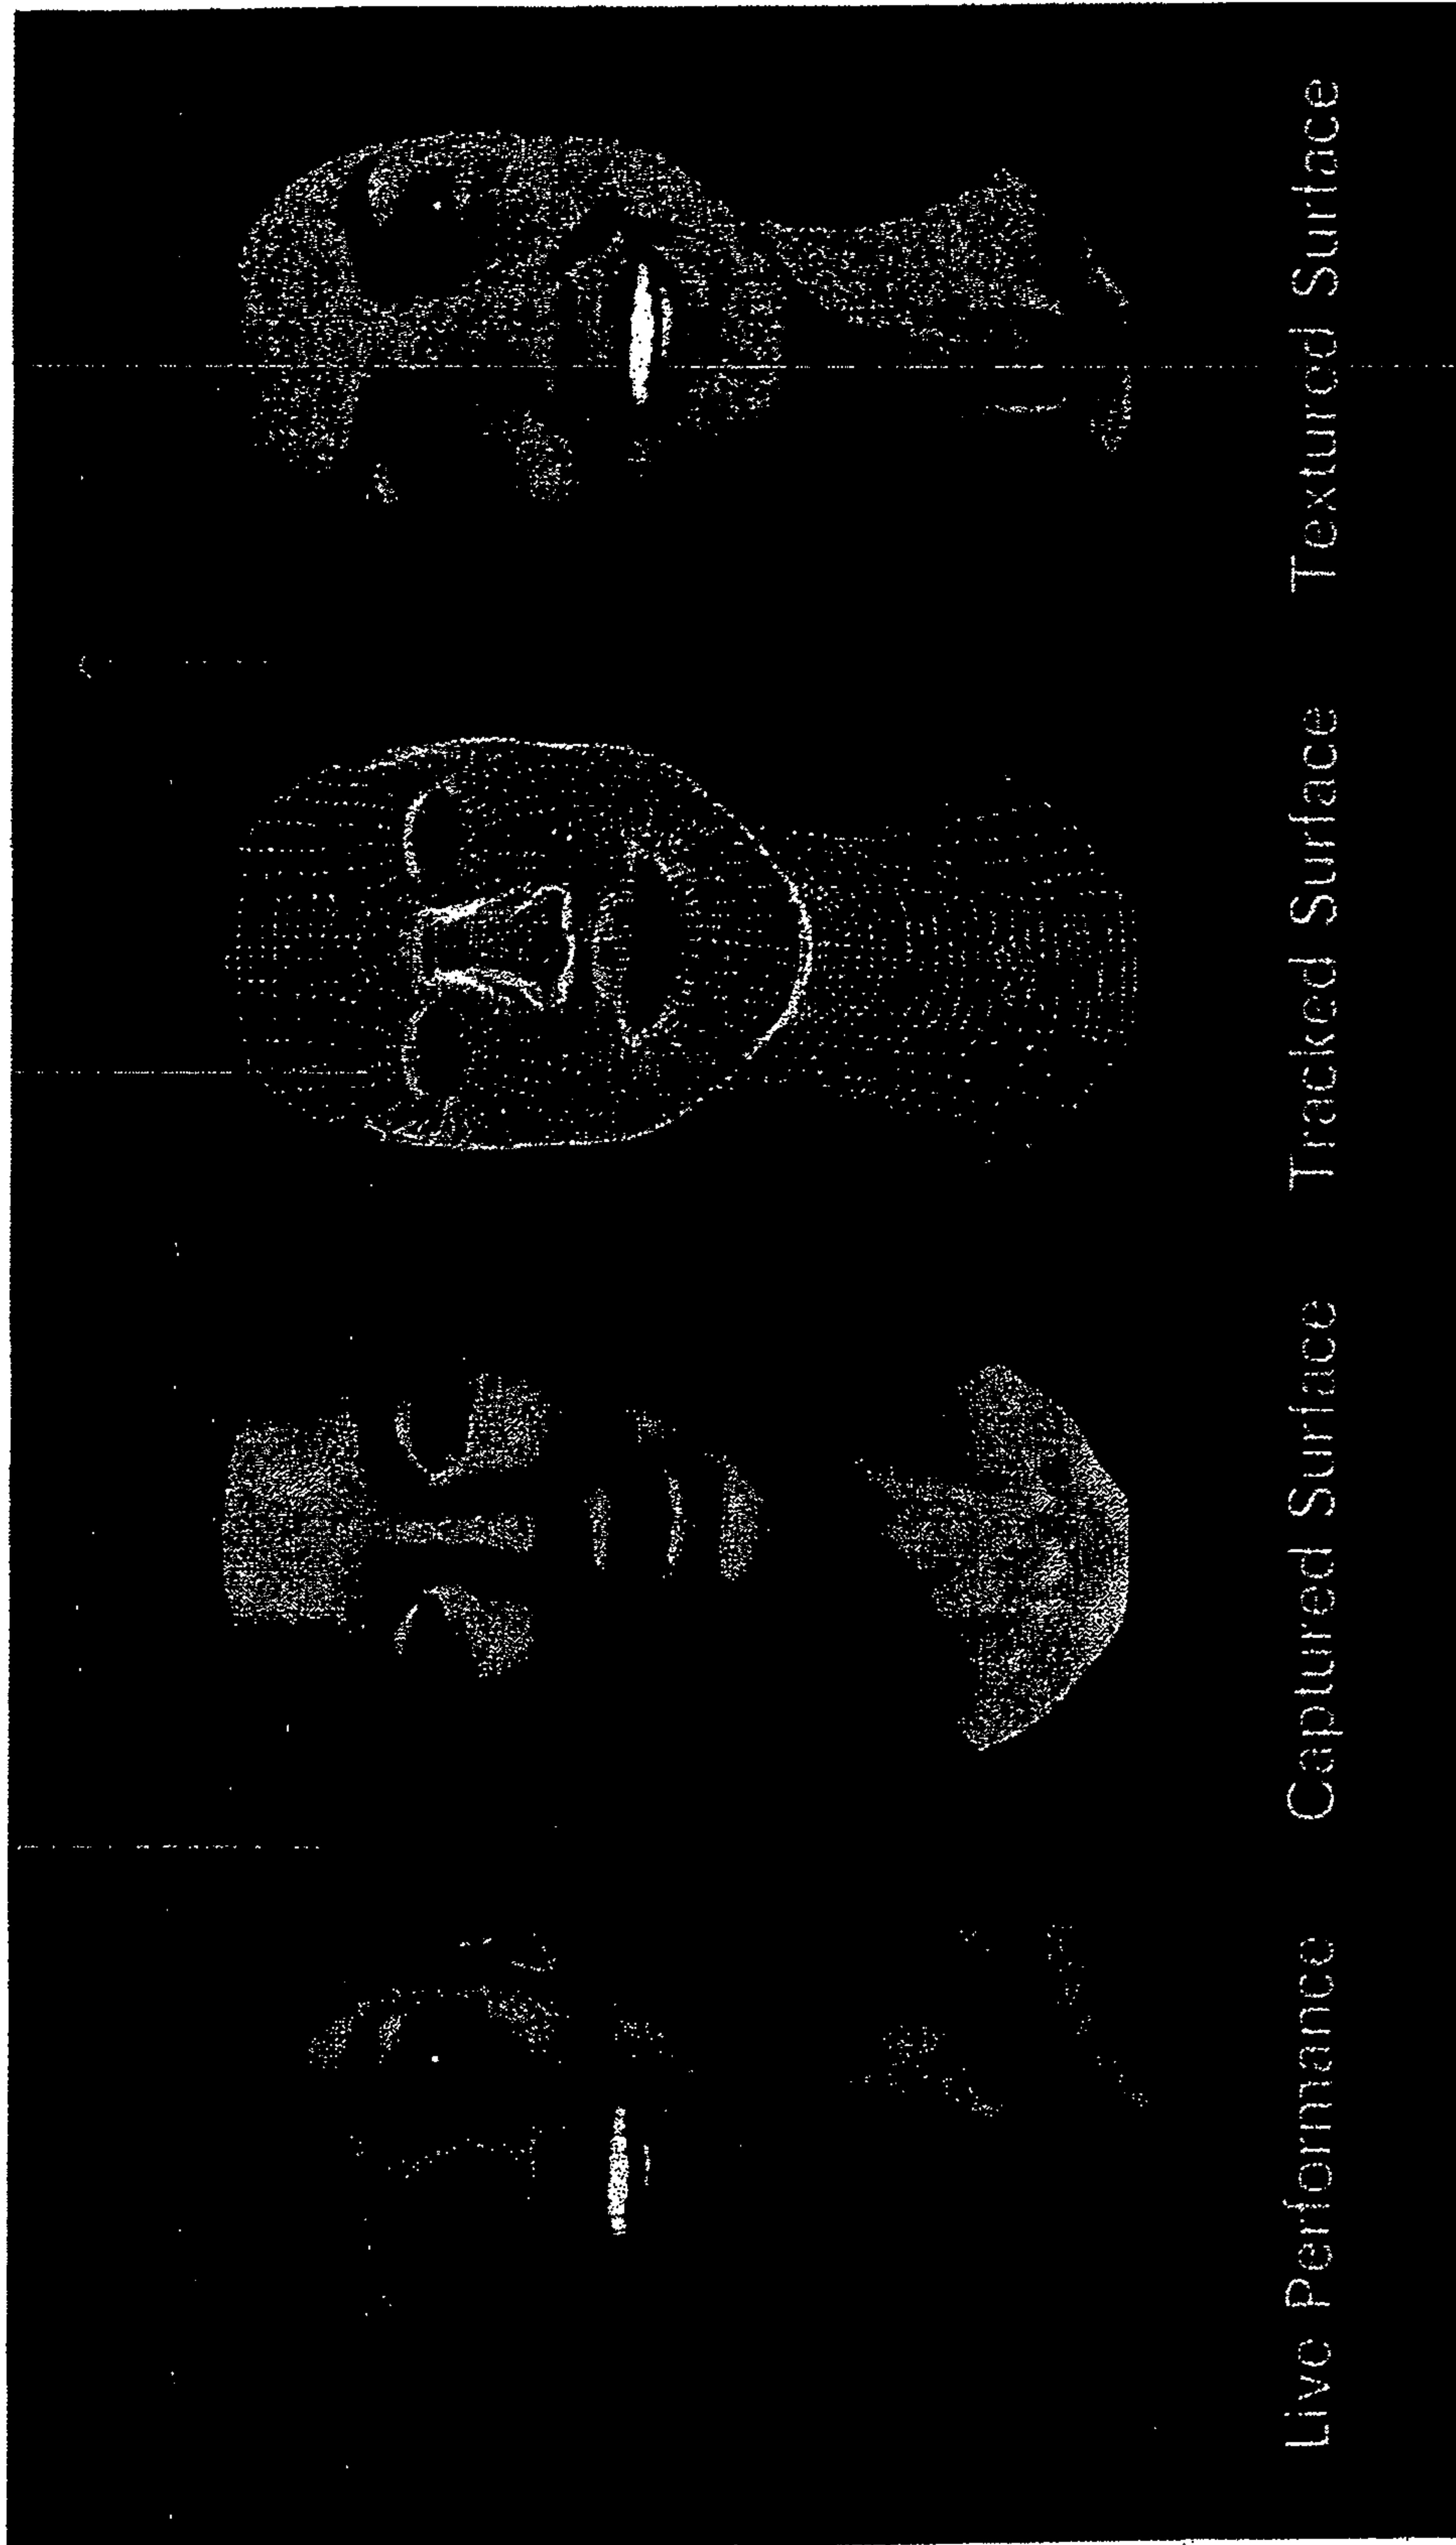 Live Performance
Captured Surface
Tracked Surface
Textured Surface